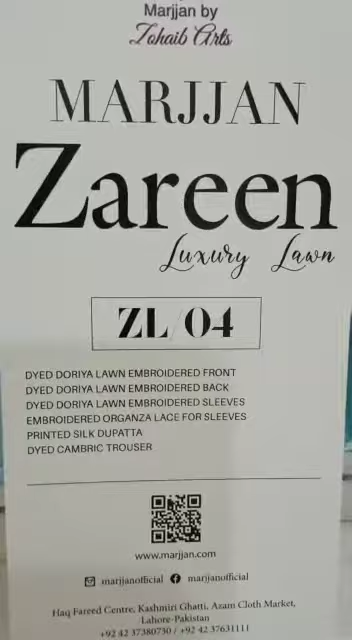 Marjjan by
Zohaib Arts
MARJJAN
Zareen
Luxury Lawn
ZL/04
DYED DORIYA LAWN EMBROIDERED FRONT
DYED DORIYA LAWN EMBROIDERED BACK
DYED DORIYA LAWN EMBROIDERED SLEEVES
EMBROIDERED ORGANZA LACE FOR SLEEVES
PRINTED SILK DUPATTA
DYED CAMBRIC TROUSER
www.marjjan.com
marjjanofficial marjjanofficial
Haq Fareed Centre, Kashmiri Ghatti, Azam Cloth Market,
Lahore-Pakistan
+92 42 37380730 / +92 42 37631111